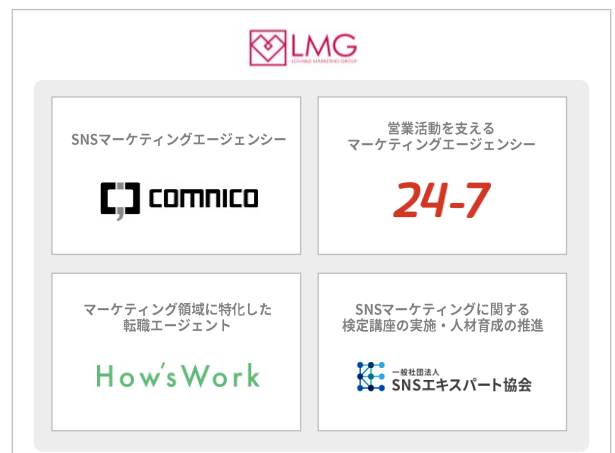 LMG
LOVABLE MARKETING GROUP
SNSマーケティングエージェンシー
comnico
営業活動を支える
マーケティングエージェンシー
24-7
マーケティング領域に特化した
転職エージェント
How'sWork
SNSマーケティングに関する
検定講座の実施・人材育成の推進
一般社団法人
SNSエキスパート協会